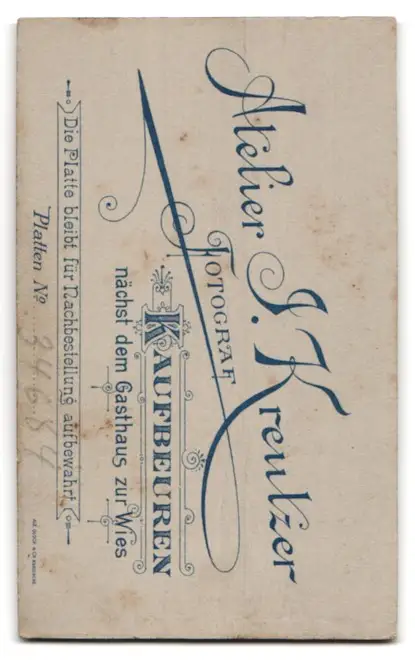 Atelier J. Kreutzer
FOTOGRAF
KAUFBEUREN
nächst dem Gasthaus zur Wies
Die Platte bleibt für Nachbestellung aufbewahrt.
Platten No. 34684